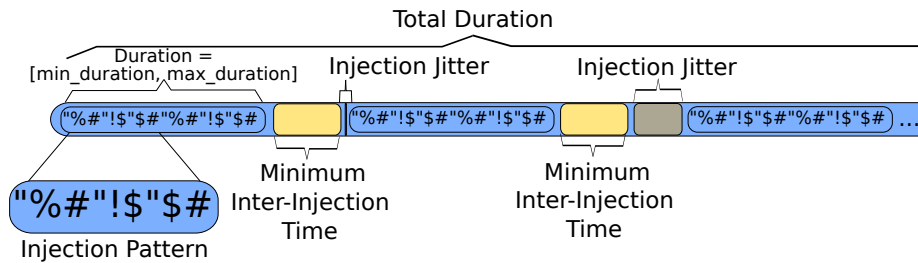 Total Duration
Duration =
[min_duration, max_duration]
Injection Jitter
Injection Jitter
"%#"!$"$#"%#"!$"$#
"%#"!$"$#"%#"!$"$#
"%#"!$"$#"%#"!$"$#
...
Minimum
Inter-Injection
Time
Minimum
Inter-Injection
Time
"%#"!$"$#
Injection Pattern